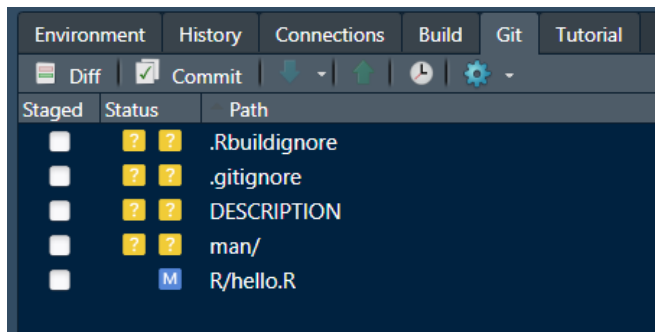 Environment History Connections Build Git Tutorial
Diff Commit
Staged Status Path
? ? .Rbuildignore
? ? .gitignore
? ? DESCRIPTION
? ? man/
M R/hello.R